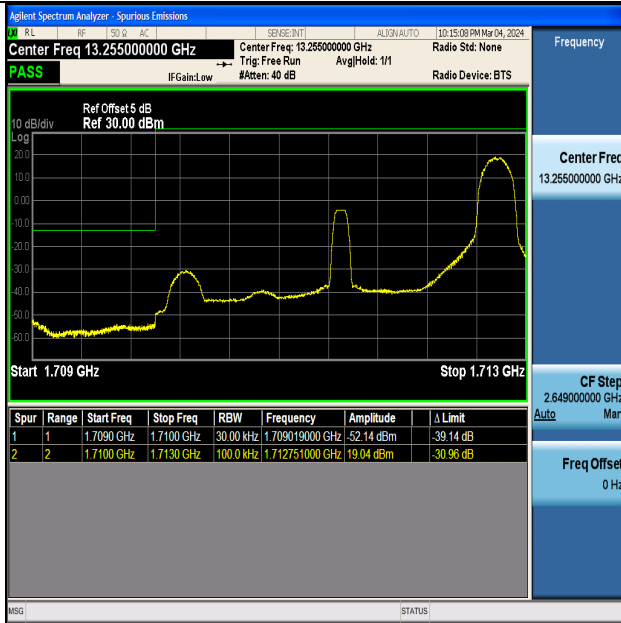 Agilent Spectrum Analyzer - Spurious Emissions
RL RF 50 Ω AC SENSE:INT ALIGN AUTO 10:15:08 PM Mar 04, 2024
Center Freq 13.255000000 GHz
Center Freq: 13.255000000 GHz
Radio Std: None
Trig: Free Run Avg|Hold: 1/1
PASS
IFGain:Low
#Atten: 40 dB
Radio Device: BTS
Ref Offset 5 dB
10 dB/div Ref 30.00 dBm
Log
20.0
10.0
0.00
-10.0
-20.0
-30.0
-40.0
-50.0
-60.0
Start 1.709 GHz Stop 1.713 GHz
Spur Range Start Freq Stop Freq RBW Frequency Amplitude Δ Limit
1 1 1.7090 GHz 1.7100 GHz 30.00 kHz 1.709019000 GHz -52.14 dBm -39.14 dB
2 2 1.7100 GHz 1.7130 GHz 100.0 kHz 1.712751000 GHz 19.04 dBm -30.96 dB
MSG STATUS
Frequency
Center Freq
13.255000000 GHz
CF Step
2.649000000 GHz
Auto Man
Freq Offset
0 Hz